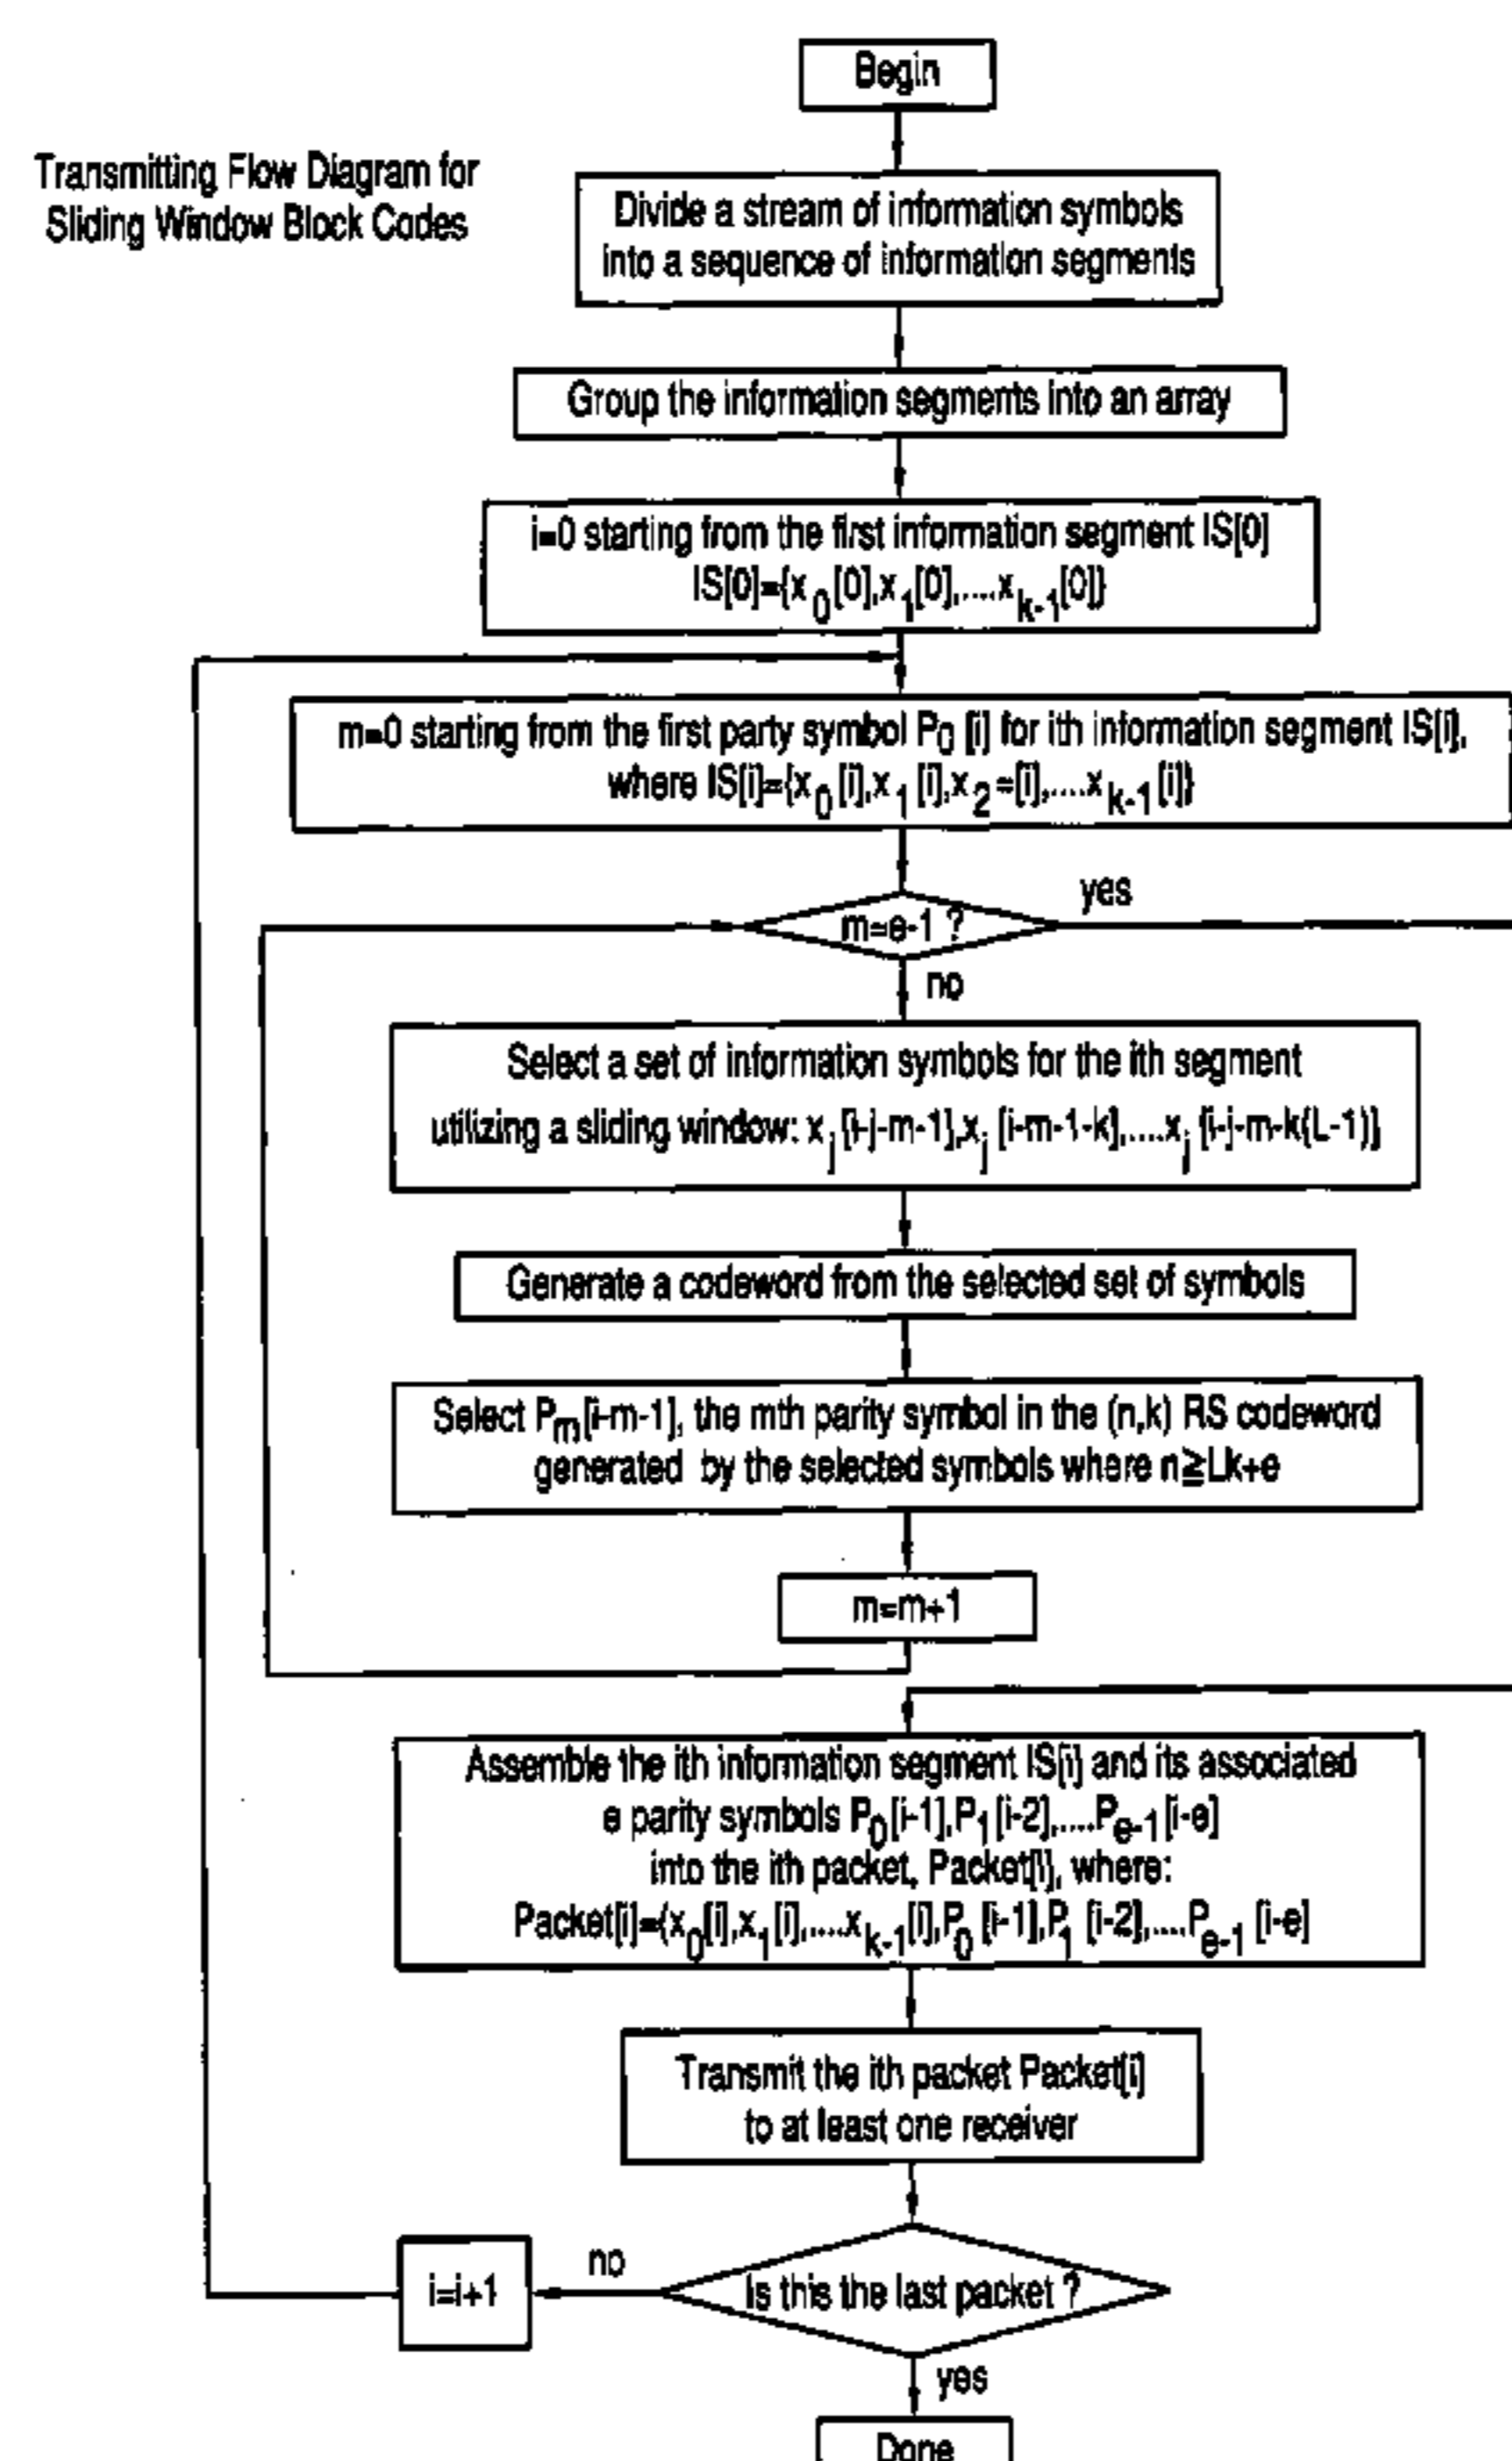 Begin
Transmitting Flow Diagram for
Sliding Window Block Codes
Divide a stream of information symbols
into a sequence of information segments
Group the information segments into an array
i=0 starting from the first information segment IS[0]
IS[0]={x0[0],x1[0],....xk-1[0]}
m=0 starting from the first party symbol P0 [i] for ith information segment IS[i],
where IS[i]={x0[i],x1[i],x2=[i],....xk-1[i]}
m=e-1 ?
yes
no
Select a set of information symbols for the ith segment
utilizing a sliding window: xj[i-j-m-1],xj[i-m-1-k],....xj[i-j-m-k(L-1)]
Generate a codeword from the selected set of symbols
Select Pm[i-m-1], the mth parity symbol in the (n,k) RS codeword
generated by the selected symbols where n≧Lk+e
m=m+1
Assemble the ith information segment IS[i] and its associated
e parity symbols P0[i-1],P1[i-2],....Pe-1[i-e]
into the ith packet, Packet[i], where:
Packet[i]={x0[i],x1[i],....xk-1[i],P0[i-1],P1[i-2],....Pe-1[i-e]
Transmit the ith packet Packet[i]
to at least one receiver
i=i+1
no
Is this the last packet ?
yes
Done